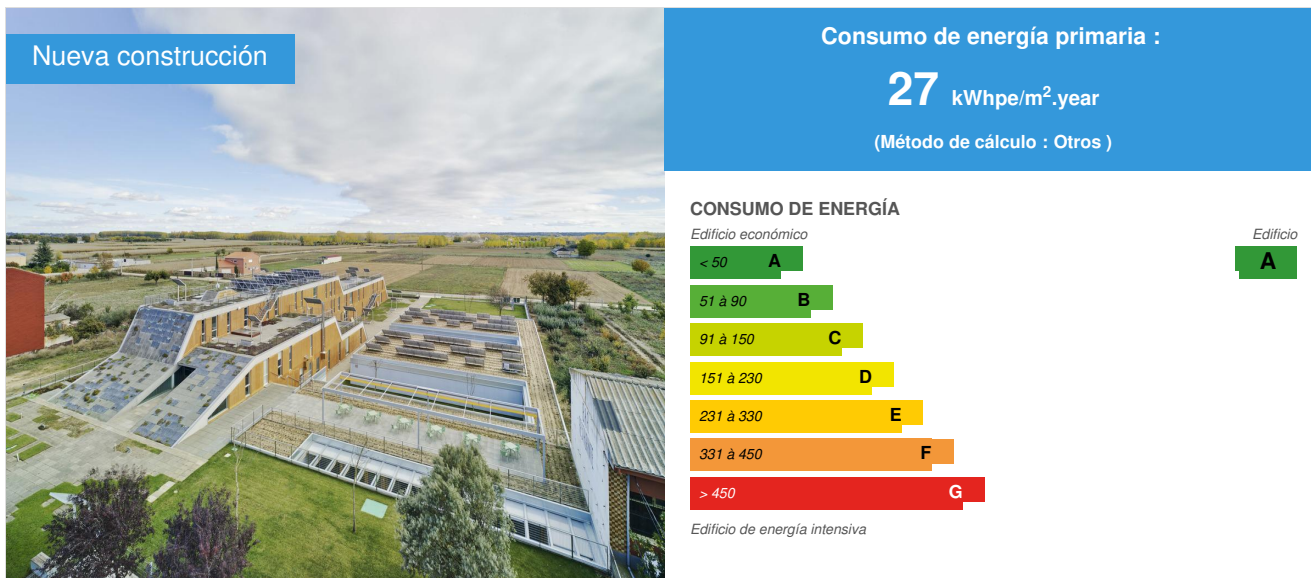 Nueva construcción
Consumo de energía primaria :
27 kWhpe/m².year
(Método de cálculo : Otros )
CONSUMO DE ENERGÍA
Edificio económico
Edificio
< 50 A
A
51 à 90 B
91 à 150 C
151 à 230 D
231 à 330 E
331 à 450 F
> 450 G
Edificio de energía intensiva